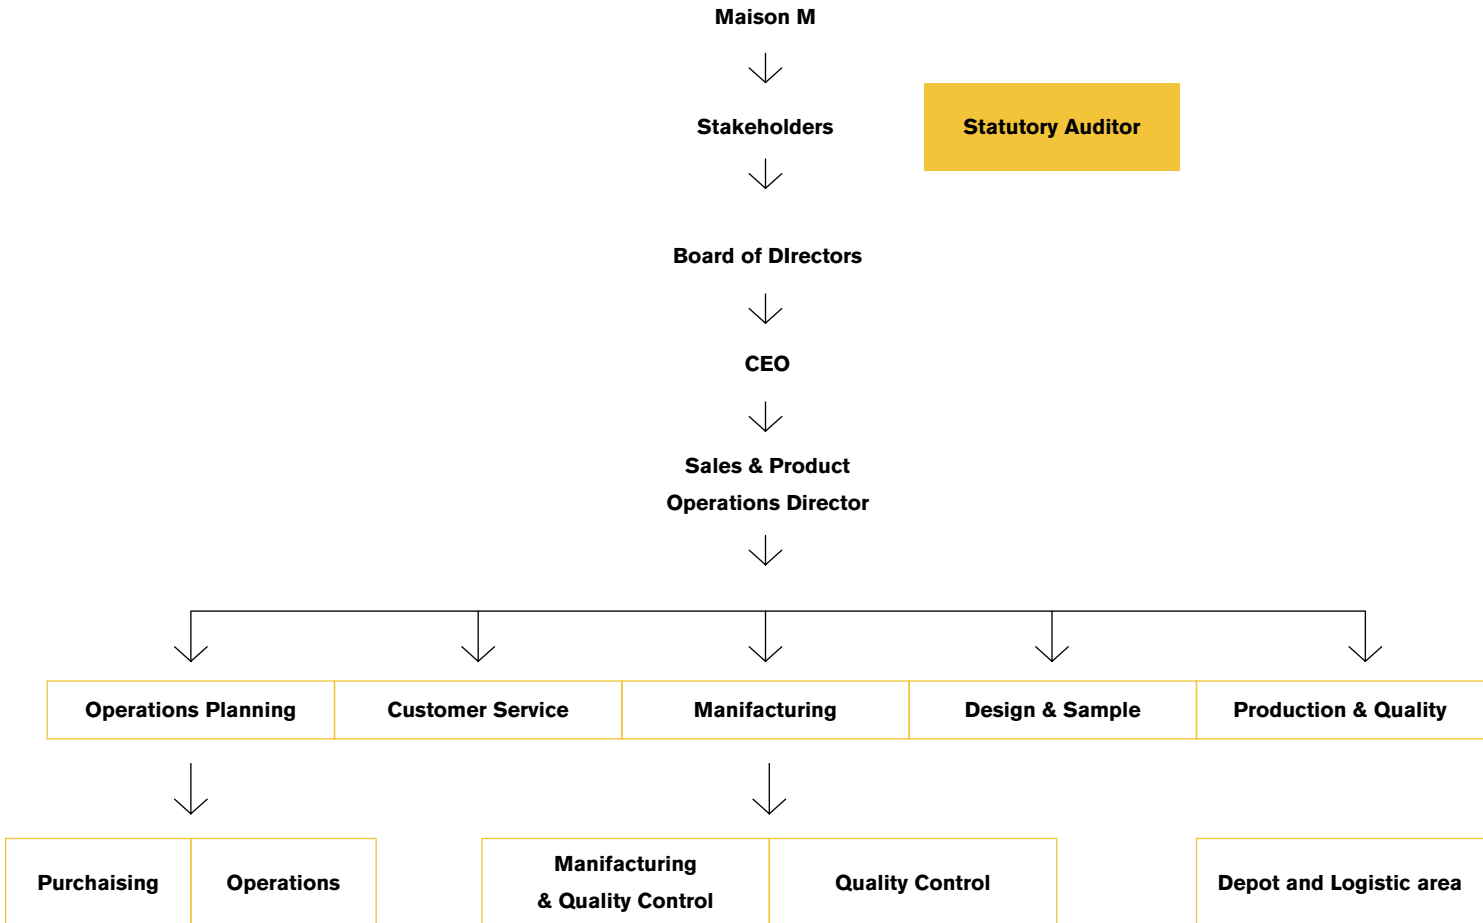 Maison M
Stakeholders
Statutory Auditor
Board of DIrectors
CEO
Sales & Product
Operations Director
Operations Planning
Customer Service
Manifacturing
Design & Sample
Production & Quality
Purchaising
Operations
Manifacturing
& Quality Control
Quality Control
Depot and Logistic area